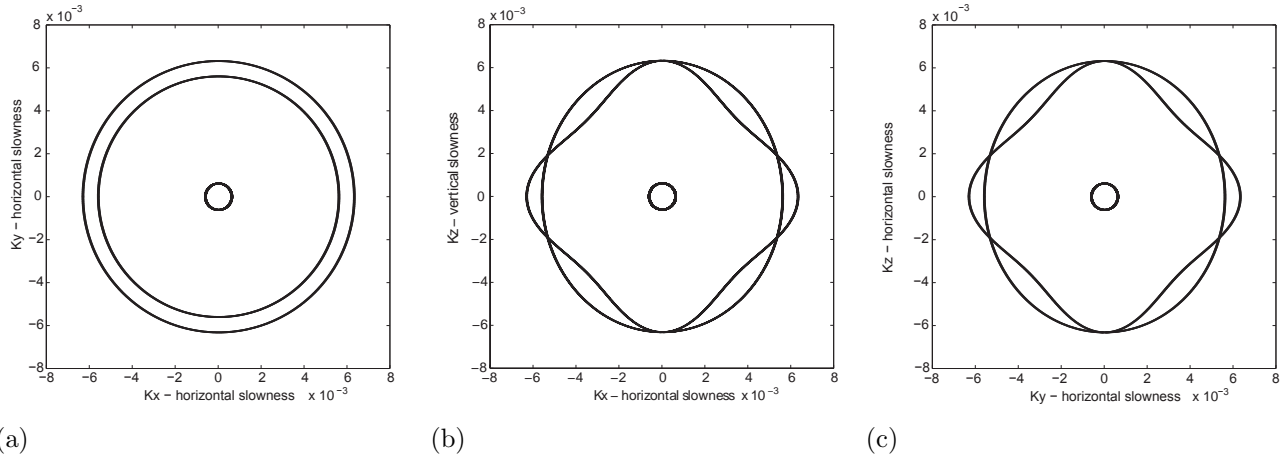 x 10⁻³
8
6
4
2
0
−2
−4
−6
−8
Ky − horizontal slowness
−8 −6 −4 −2 0 2 4 6 8
Kx − horizontal slowness x 10⁻³
(a)
x 10⁻³
8
6
4
2
0
−2
−4
−6
−8
Kz − vertical slowness
−8 −6 −4 −2 0 2 4 6 8
Kx − horizontal slowness x 10⁻³
(b)
x 10⁻³
8
6
4
2
0
−2
−4
−6
−8
Kz − horizontal slowness
−8 −6 −4 −2 0 2 4 6 8
Ky − horizontal slowness x 10⁻³
(c)